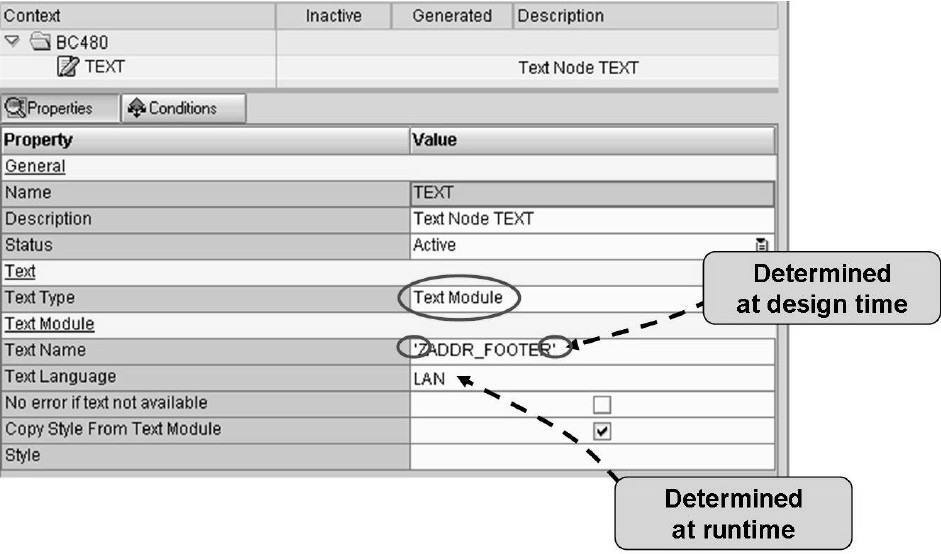 Context Inactive Generated Description
BC480
TEXT Text Node TEXT
Properties Conditions
Property Value
General
Name TEXT
Description Text Node TEXT
Status Active
Text
Text Type Text Module
Text Module
Text Name 'ZADDR_FOOTER'
Text Language LAN
No error if text not available
Copy Style From Text Module
Style
Determined
at design time
Determined
at runtime